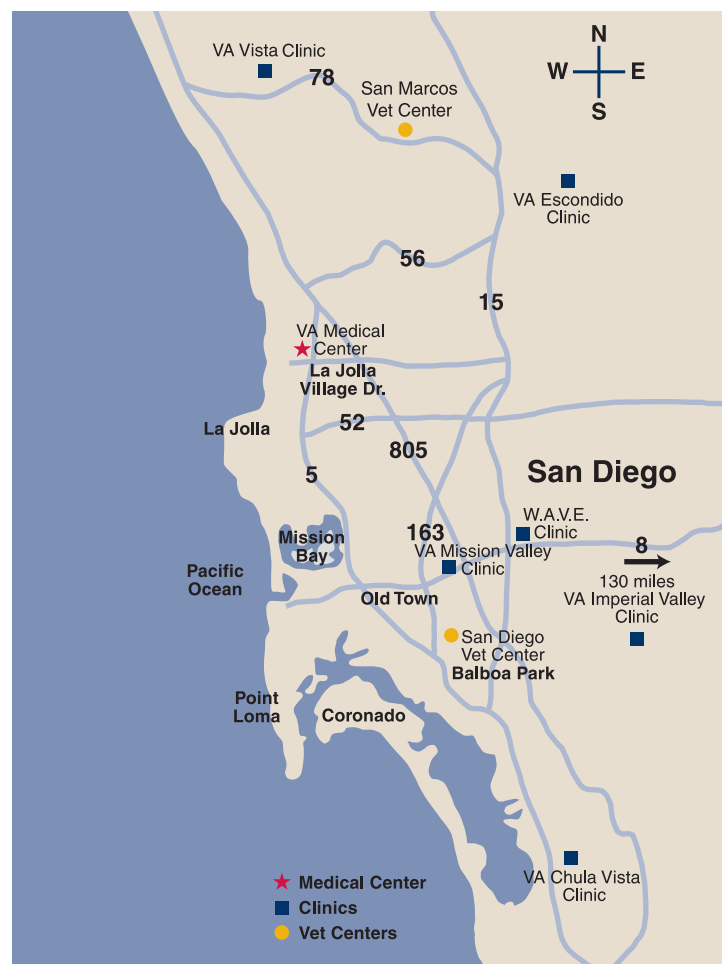 N
W E
S
VA Vista Clinic
78
San Marcos
Vet Center
VA Escondido
Clinic
56
15
VA Medical
Center
La Jolla
Village Dr.
52
La Jolla
805
5
San Diego
W.A.V.E.
Clinic
163
Mission
Bay
VA Mission Valley
Clinic
8
130 miles
VA Imperial Valley
Clinic
Pacific
Ocean
Old Town
San Diego
Vet Center
Balboa Park
Point
Loma
Coronado
VA Chula Vista
Clinic
Medical Center
Clinics
Vet Centers